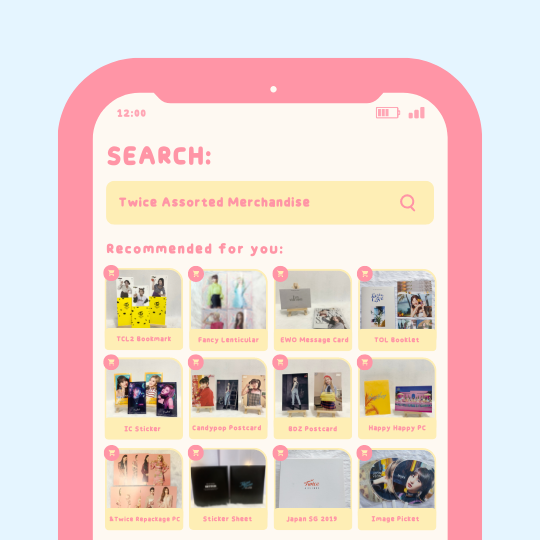 12:00
SEARCH:
Twice Assorted Merchandise
Recommended for you:
TCL2 Bookmark
Fancy Lenticular
EWO Message Card
TOL Booklet
IC Sticker
Candypop Postcard
BDZ Postcard
Happy Happy PC
&Twice Repackage PC
Sticker Sheet
Japan SG 2019
Image Picket